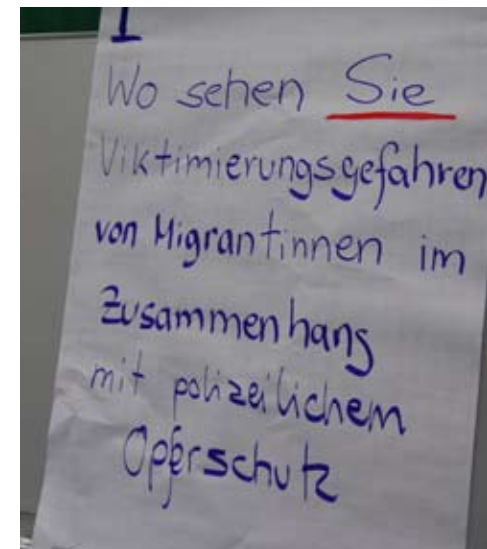 I
Wo sehen Sie
Viktimierungsgefahren
von Migrantinnen im
Zusammenhang
mit polizeilichem
Opferschutz